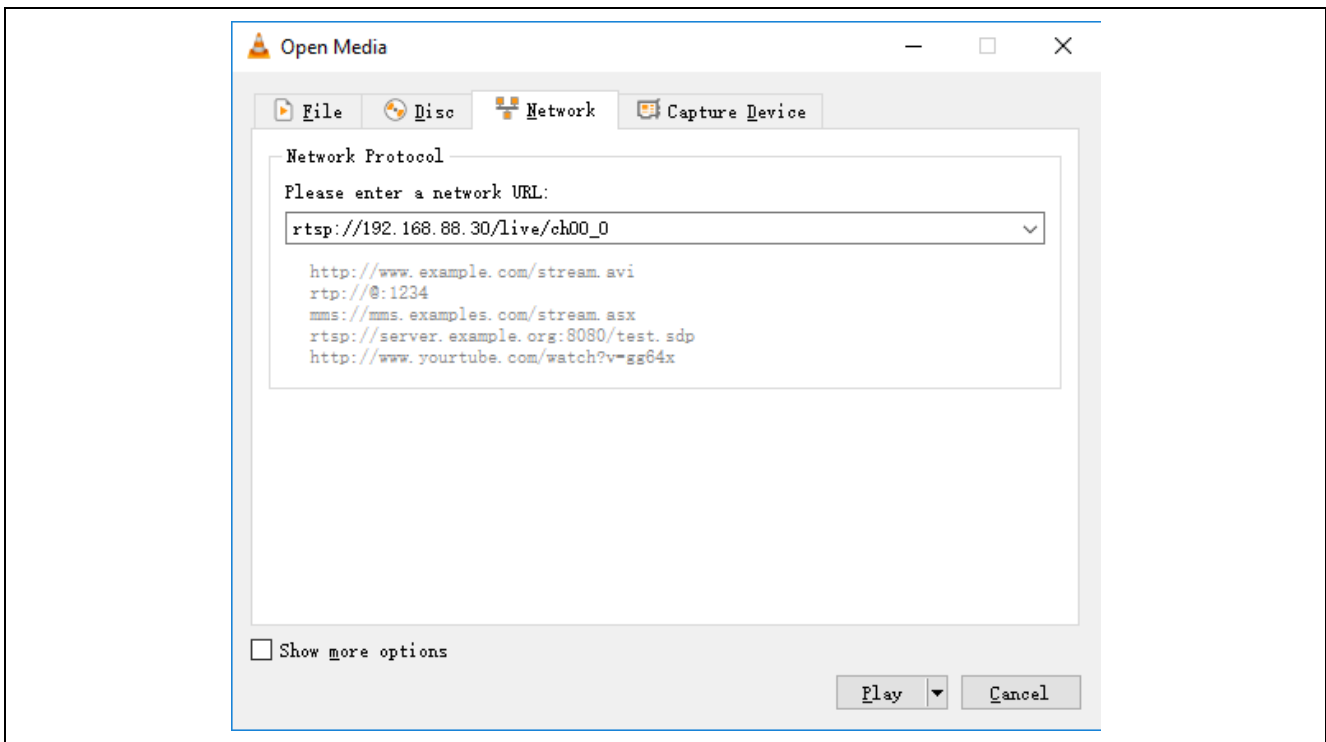 Open Media
File Disc Network Capture Device
Network Protocol
Please enter a network URL:
rtsp://192.168.88.30/live/ch00_0
http://www.example.com/stream.avi
rtp://@:1234
mms://mms.examples.com/stream.asx
rtsp://server.example.org:8080/test.sdp
http://www.yourtube.com/watch?v=gg64x
Show more options
Play Cancel